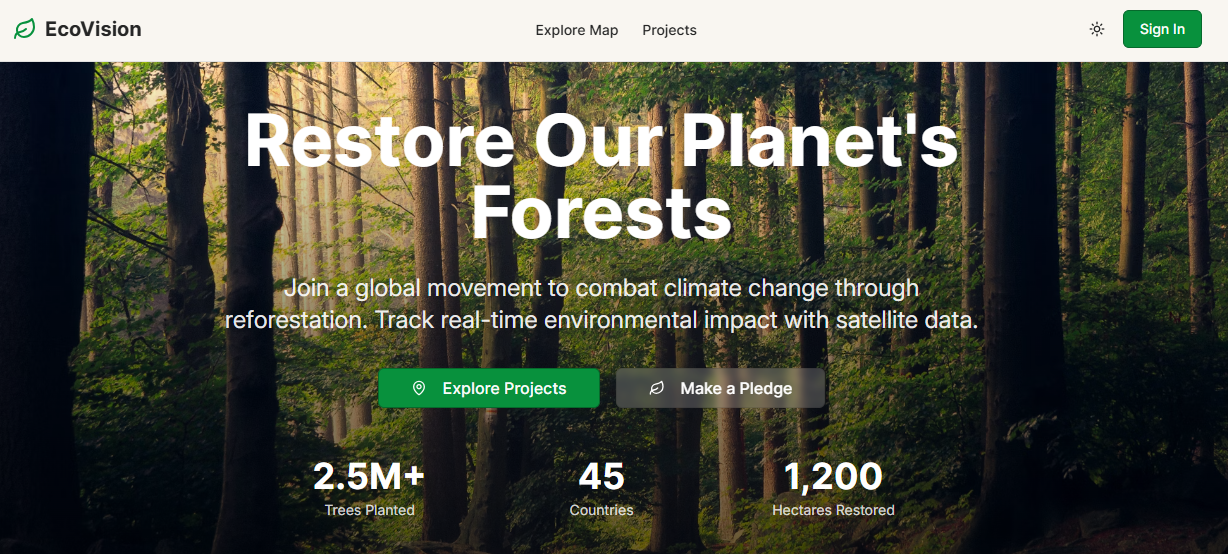 EcoVision
Explore Map
Projects
Sign In
Restore Our Planet's
Forests
Join a global movement to combat climate change through
reforestation. Track real-time environmental impact with satellite data.
Explore Projects
Make a Pledge
2.5M+
45
1,200
Trees Planted
Countries
Hectares Restored